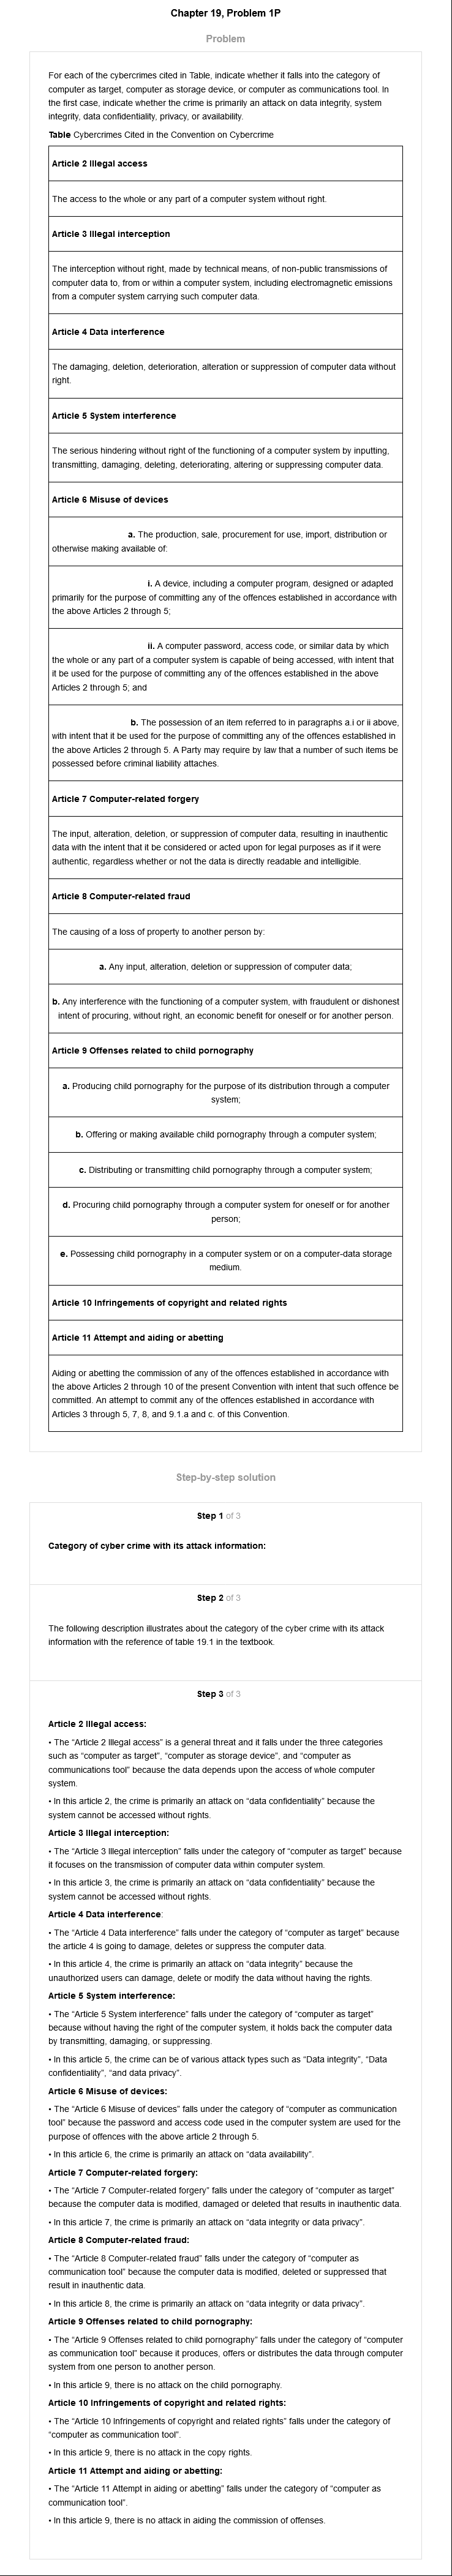 Chapter 19, Problem 1P
Problem
For each of the cybercrimes cited in Table, indicate whether it falls into the category of
computer as target, computer as storage device, or computer as communications tool. In
the first case, indicate whether the crime is primarily an attack on data integrity, system
integrity, data confidentiality, privacy, or availability.
Table Cybercrimes Cited in the Convention on Cybercrime
Article 2 Illegal access
The access to the whole or any part of a computer system without right.
Article 3 Illegal interception
The interception without right, made by technical means, of non-public transmissions of
computer data to, from or within a computer system, including electromagnetic emissions
from a computer system carrying such computer data.
Article 4 Data interference
The damaging, deletion, deterioration, alteration or suppression of computer data without
right.
Article 5 System interference
The serious hindering without right of the functioning of a computer system by inputting,
transmitting, damaging, deleting, deteriorating, altering or suppressing computer data.
Article 6 Misuse of devices
a. The production, sale, procurement for use, import, distribution or
otherwise making available of:
i. A device, including a computer program, designed or adapted
primarily for the purpose of committing any of the offences established in accordance with
the above Articles 2 through 5;
ii. A computer password, access code, or similar data by which
the whole or any part of a computer system is capable of being accessed, with intent that
it be used for the purpose of committing any of the offences established in the above
Articles 2 through 5; and
b. The possession of an item referred to in paragraphs a.i or ii above,
with intent that it be used for the purpose of committing any of the offences established in
the above Articles 2 through 5. A Party may require by law that a number of such items be
possessed before criminal liability attaches.
Article 7 Computer-related forgery
The input, alteration, deletion, or suppression of computer data, resulting in inauthentic
data with the intent that it be considered or acted upon for legal purposes as if it were
authentic, regardless whether or not the data is directly readable and intelligible.
Article 8 Computer-related fraud
The causing of a loss of property to another person by:
a. Any input, alteration, deletion or suppression of computer data;
b. Any interference with the functioning of a computer system, with fraudulent or dishonest
intent of procuring, without right, an economic benefit for oneself or for another person.
Article 9 Offenses related to child pornography
a. Producing child pornography for the purpose of its distribution through a computer
system;
b. Offering or making available child pornography through a computer system;
c. Distributing or transmitting child pornography through a computer system;
d. Procuring child pornography through a computer system for oneself or for another
person;
e. Possessing child pornography in a computer system or on a computer-data storage
medium.
Article 10 Infringements of copyright and related rights
Article 11 Attempt and aiding or abetting
Aiding or abetting the commission of any of the offences established in accordance with
the above Articles 2 through 10 of the present Convention with intent that such offence be
committed. An attempt to commit any of the offences established in accordance with
Articles 3 through 5, 7, 8, and 9.1.a and c. of this Convention.
Step-by-step solution
Step 1 of 3
Category of cyber crime with its attack information:
Step 2 of 3
The following description illustrates about the category of the cyber crime with its attack
information with the reference of table 19.1 in the textbook.
Step 3 of 3
Article 2 Illegal access:
• The “Article 2 Illegal access” is a general threat and it falls under the three categories
such as “computer as target”, “computer as storage device”, and “computer as
communications tool” because the data depends upon the access of whole computer
system.
• In this article 2, the crime is primarily an attack on “data confidentiality” because the
system cannot be accessed without rights.
Article 3 Illegal interception:
• The “Article 3 Illegal interception” falls under the category of “computer as target” because
it focuses on the transmission of computer data within computer system.
• In this article 3, the crime is primarily an attack on “data confidentiality” because the
system cannot be accessed without rights.
Article 4 Data interference:
• The “Article 4 Data interference” falls under the category of “computer as target” because
the article 4 is going to damage, deletes or suppress the computer data.
• In this article 4, the crime is primarily an attack on “data integrity” because the
unauthorized users can damage, delete or modify the data without having the rights.
Article 5 System interference:
• The “Article 5 System interference” falls under the category of “computer as target”
because without having the right of the computer system, it holds back the computer data
by transmitting, damaging, or suppressing.
• In this article 5, the crime can be of various attack types such as “Data integrity”, “Data
confidentiality”, “and data privacy”.
Article 6 Misuse of devices:
• The “Article 6 Misuse of devices” falls under the category of “computer as communication
tool” because the password and access code used in the computer system are used for the
purpose of offences with the above article 2 through 5.
• In this article 6, the crime is primarily an attack on “data availability”.
Article 7 Computer-related forgery:
• The “Article 7 Computer-related forgery” falls under the category of “computer as target”
because the computer data is modified, damaged or deleted that results in inauthentic data.
• In this article 7, the crime is primarily an attack on “data integrity or data privacy”.
Article 8 Computer-related fraud:
• The “Article 8 Computer-related fraud” falls under the category of “computer as
communication tool” because the computer data is modified, deleted or suppressed that
result in inauthentic data.
• In this article 8, the crime is primarily an attack on “data integrity or data privacy”.
Article 9 Offenses related to child pornography:
• The “Article 9 Offenses related to child pornography” falls under the category of “computer
as communication tool” because it produces, offers or distributes the data through computer
system from one person to another person.
• In this article 9, there is no attack on the child pornography.
Article 10 Infringements of copyright and related rights:
• The “Article 10 Infringements of copyright and related rights” falls under the category of
“computer as communication tool”.
• In this article 9, there is no attack in the copy rights.
Article 11 Attempt and aiding or abetting:
• The “Article 11 Attempt in aiding or abetting” falls under the category of “computer as
communication tool”.
• In this article 9, there is no attack in aiding the commission of offenses.